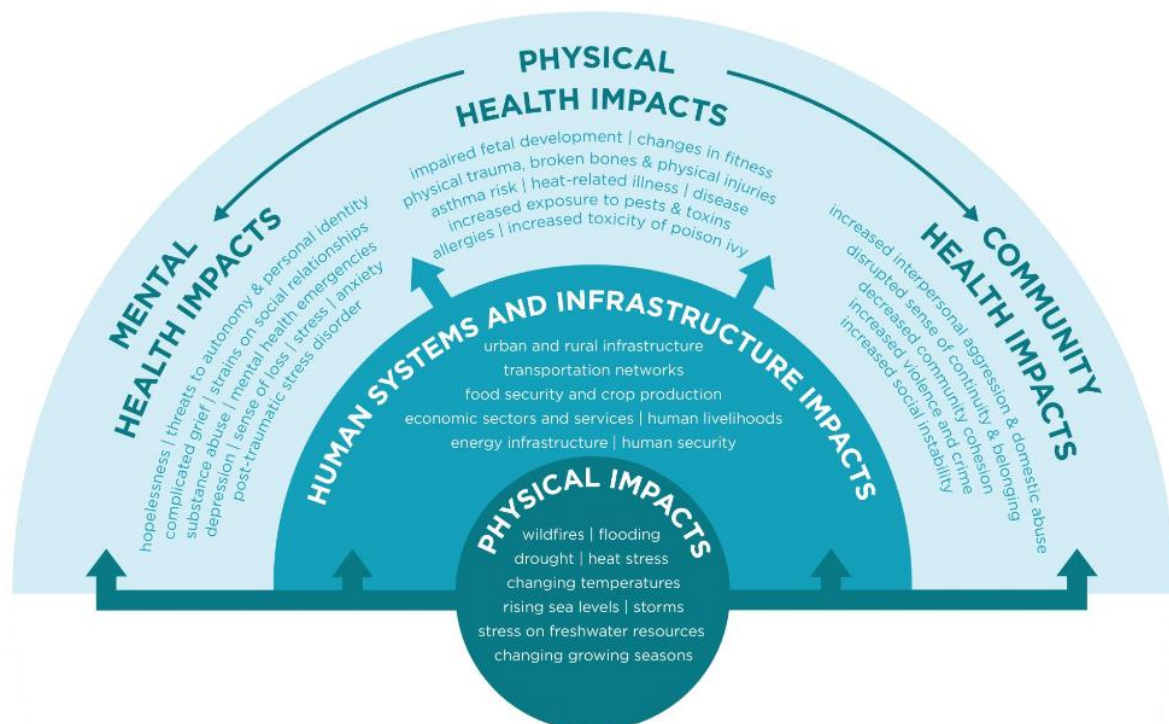 PHYSICAL
HEALTH IMPACTS
impaired fetal development | changes in fitness
physical trauma, broken bones & physical injuries
asthma risk | heat-related illness | disease
increased exposure to pests & toxins
allergies | increased toxicity of poison ivy
MENTAL
HEALTH IMPACTS
hopelessness | threats to autonomy & personal identity
complicated grief | strains on social relationships
substance abuse | mental health emergencies
depression | sense of loss | stress | anxiety
post-traumatic stress disorder
COMMUNITY
HEALTH IMPACTS
increased interpersonal aggression & domestic abuse
disrupted sense of continuity & belonging
decreased community cohesion
increased violence and crime
increased social instability
HUMAN SYSTEMS AND INFRASTRUCTURE IMPACTS
urban and rural infrastructure
transportation networks
food security and crop production
economic sectors and services | human livelihoods
energy infrastructure | human security
PHYSICAL IMPACTS
wildfires | flooding
drought | heat stress
changing temperatures
rising sea levels | storms
stress on freshwater resources
changing growing seasons